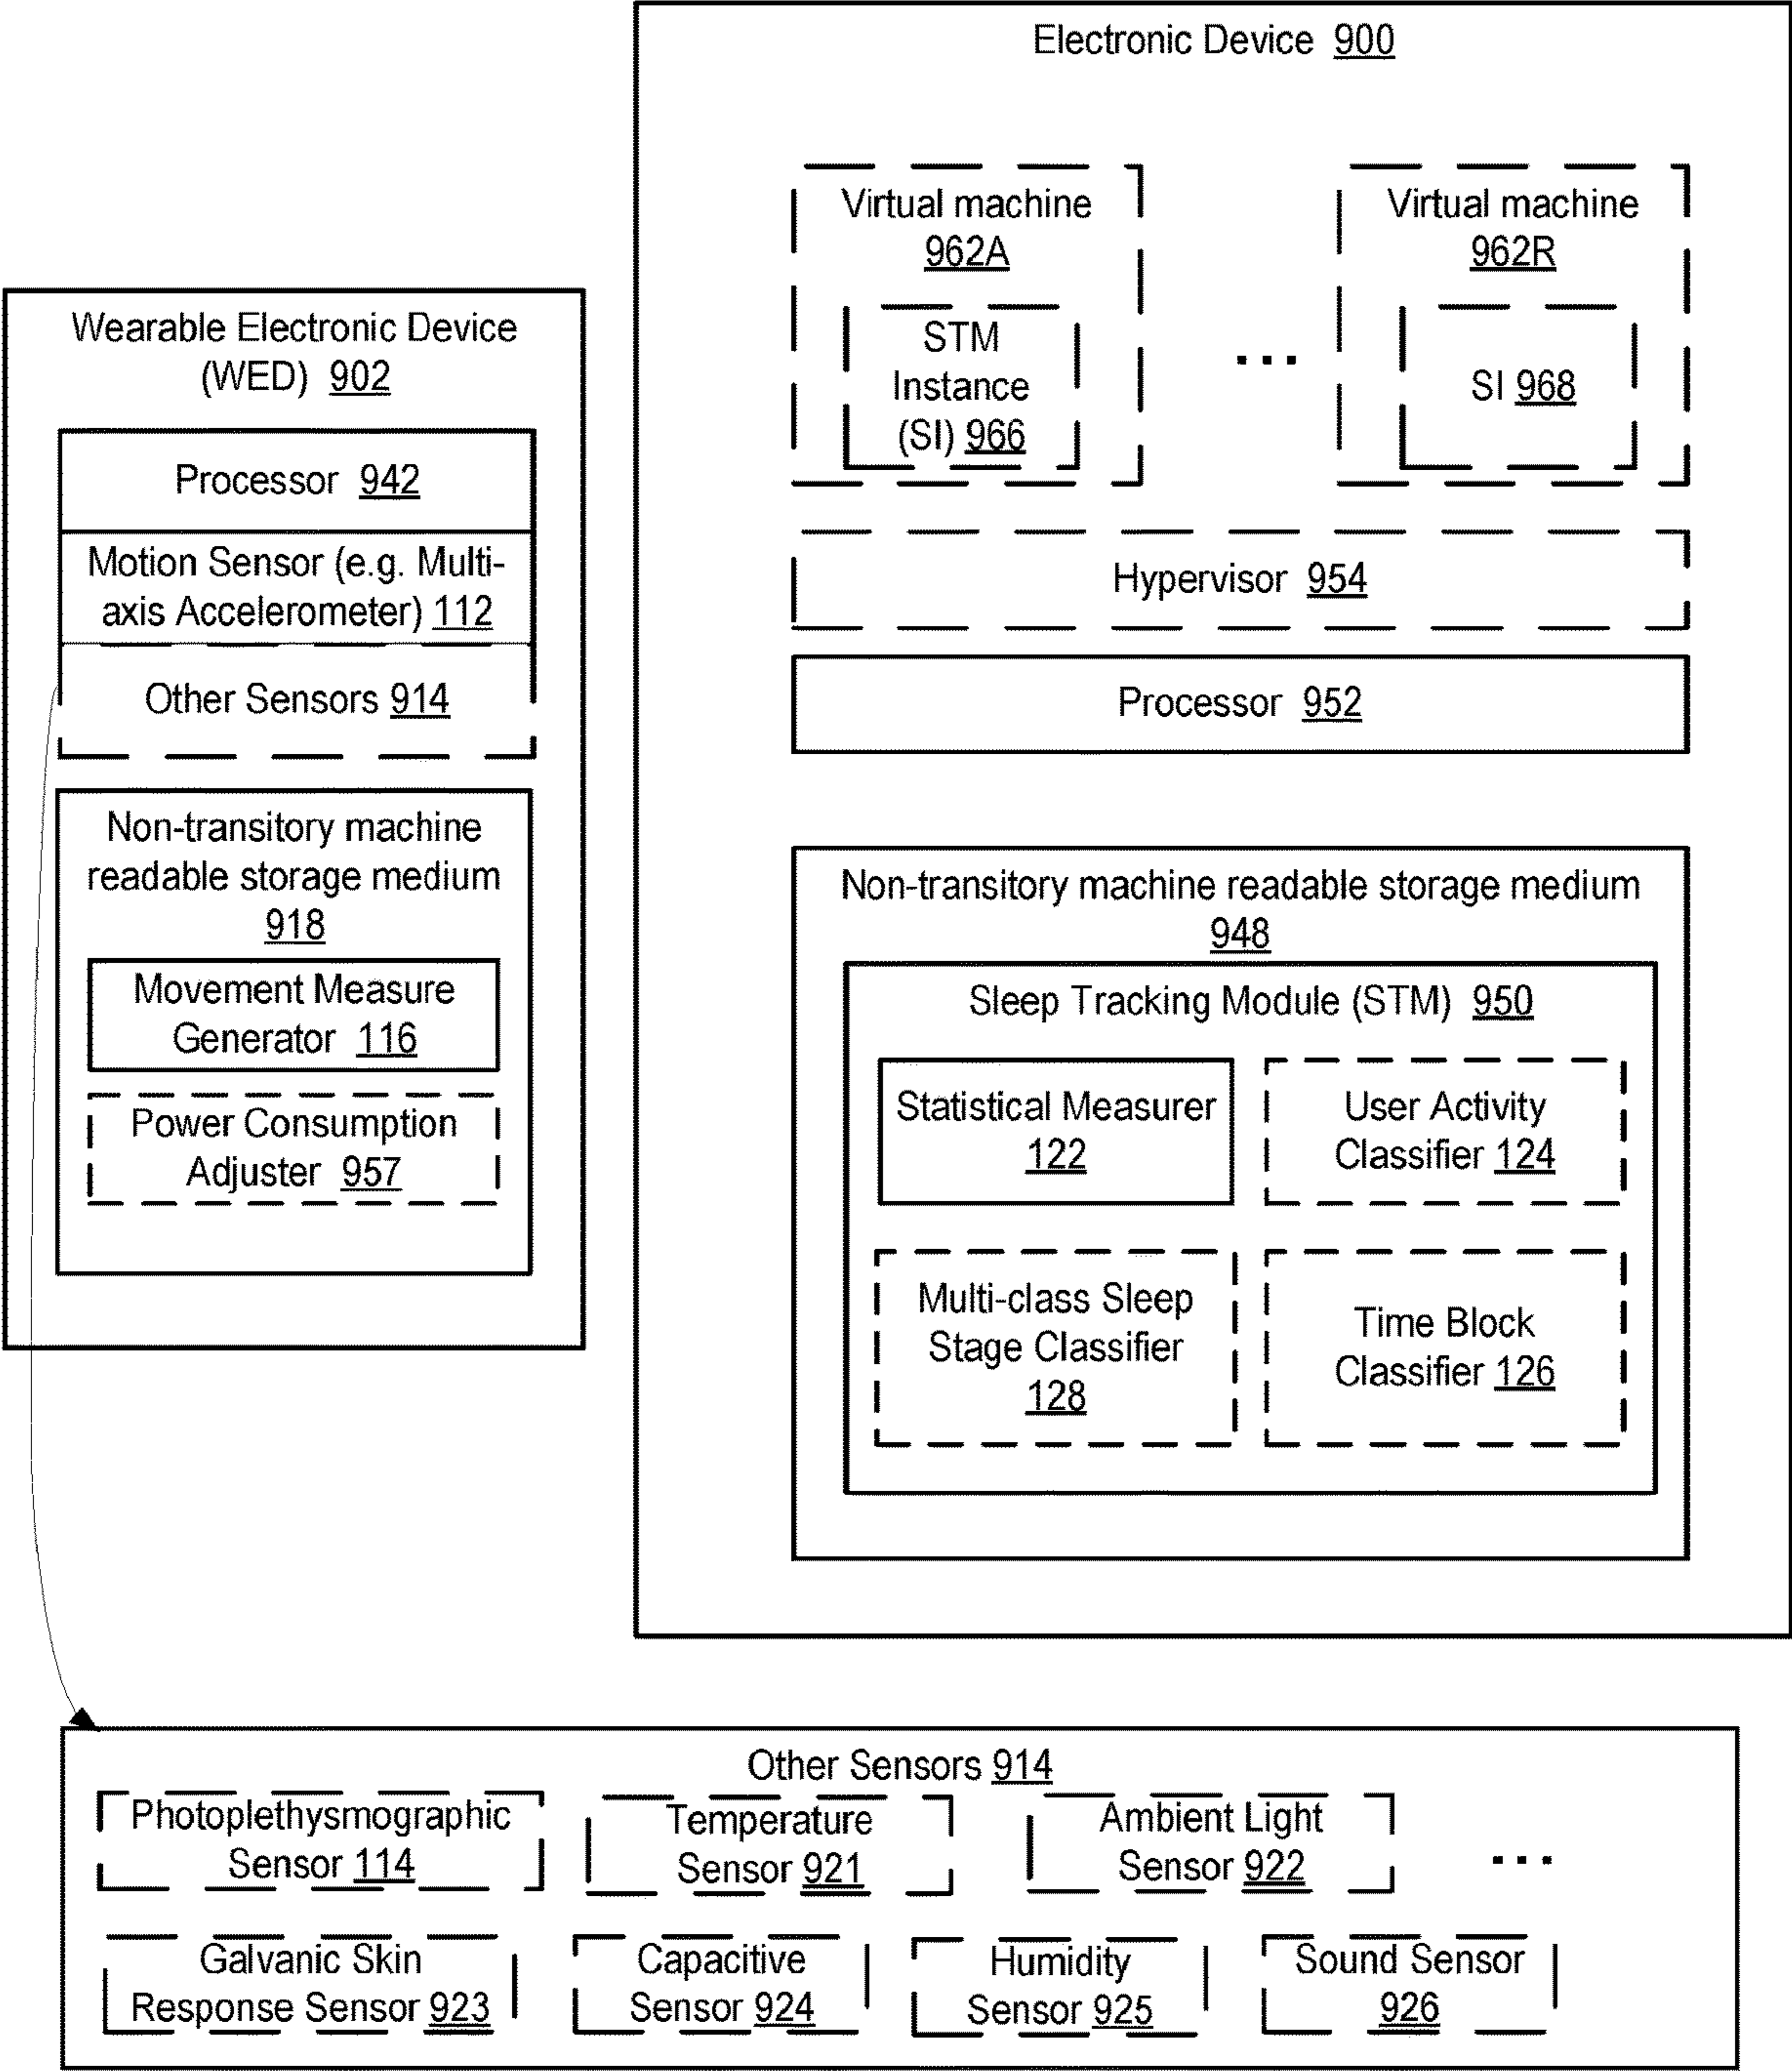 Electronic Device 900
Virtual machine
962A
STM
Instance
(SI) 966
...
Virtual machine
962R
SI 968
Hypervisor 954
Processor 952
Non-transitory machine readable storage medium
948
Sleep Tracking Module (STM) 950
Statistical Measurer
122
User Activity
Classifier 124
Multi-class Sleep
Stage Classifier
128
Time Block
Classifier 126
Wearable Electronic Device
(WED) 902
Processor 942
Motion Sensor (e.g. Multi-
axis Accelerometer) 112
Other Sensors 914
Non-transitory machine
readable storage medium
918
Movement Measure
Generator 116
Power Consumption
Adjuster 957
Other Sensors 914
Photoplethysmographic
Sensor 114
Temperature
Sensor 921
Ambient Light
Sensor 922
...
Galvanic Skin
Response Sensor 923
Capacitive
Sensor 924
Humidity
Sensor 925
Sound Sensor
926